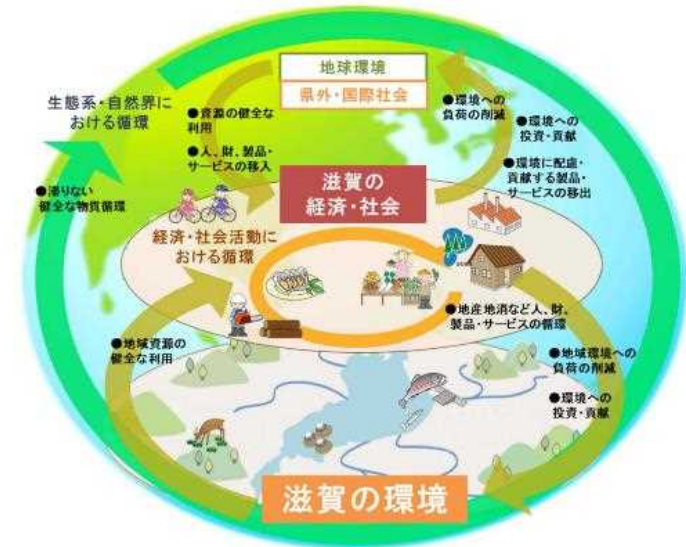 地球環境
県外・国際社会
生態系・自然界に
おける循環
●資源の健全な
利用
●人、財、製品・
サービスの移入
●環境への
負荷の削減
●環境への
投資・貢献
●環境に配慮・
貢献する製品・
サービスの移出
●滞りない
健全な物質循環
滋賀の
経済・社会
経済・社会活動に
おける循環
●地産地消など人、財、
製品・サービスの循環
●地域資源の
健全な利用
●地域環境への
負荷の削減
●環境への
投資・貢献
滋賀の環境